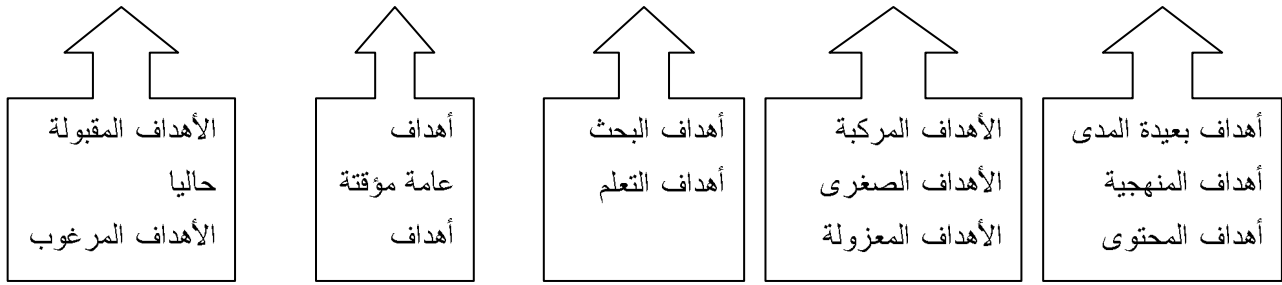 أهداف بعيدة المدى
أهداف المنهجية
أهداف المحتوى
الأهداف المركبة
الأهداف الصغرى
الأهداف المعزولة
أهداف البحث
أهداف التعلم
أهداف
عامة مؤقتة
أهداف
الأهداف المقبولة
حاليا
الأهداف المرغوب